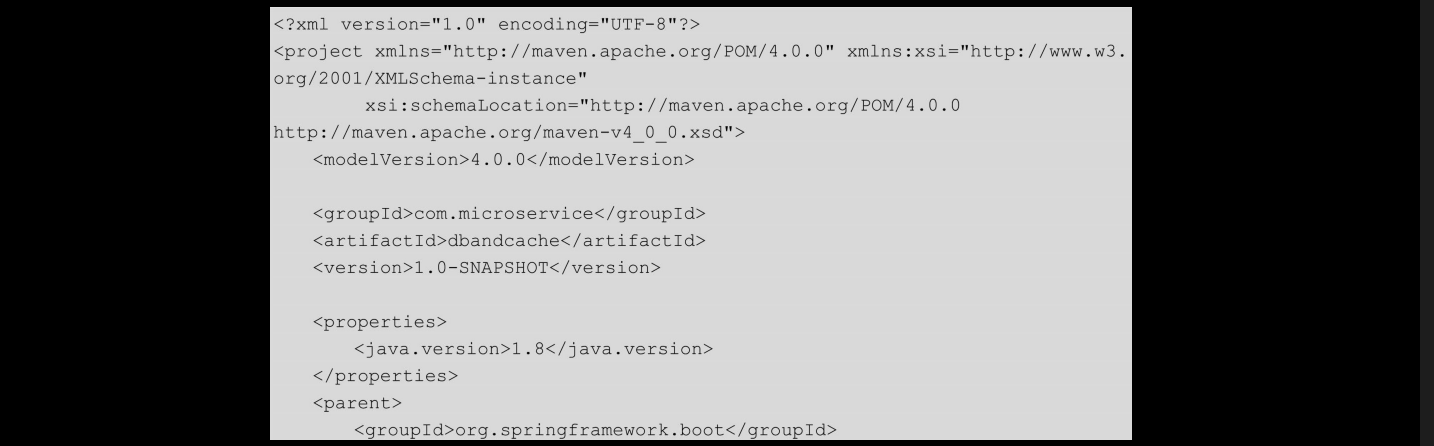 <?xml version="1.0" encoding="UTF-8"?>
<project xmlns="http://maven.apache.org/POM/4.0.0" xmlns:xsi="http://www.w3.
org/2001/XMLSchema-instance"
xsi:schemaLocation="http://maven.apache.org/POM/4.0.0
http://maven.apache.org/maven-v4_0_0.xsd">
<modelVersion>4.0.0</modelVersion>
<groupId>com.microservice</groupId>
<artifactId>dbandcache</artifactId>
<version>1.0-SNAPSHOT</version>
<properties>
<java.version>1.8</java.version>
</properties>
<parent>
<groupId>org.springframework.boot</groupId>